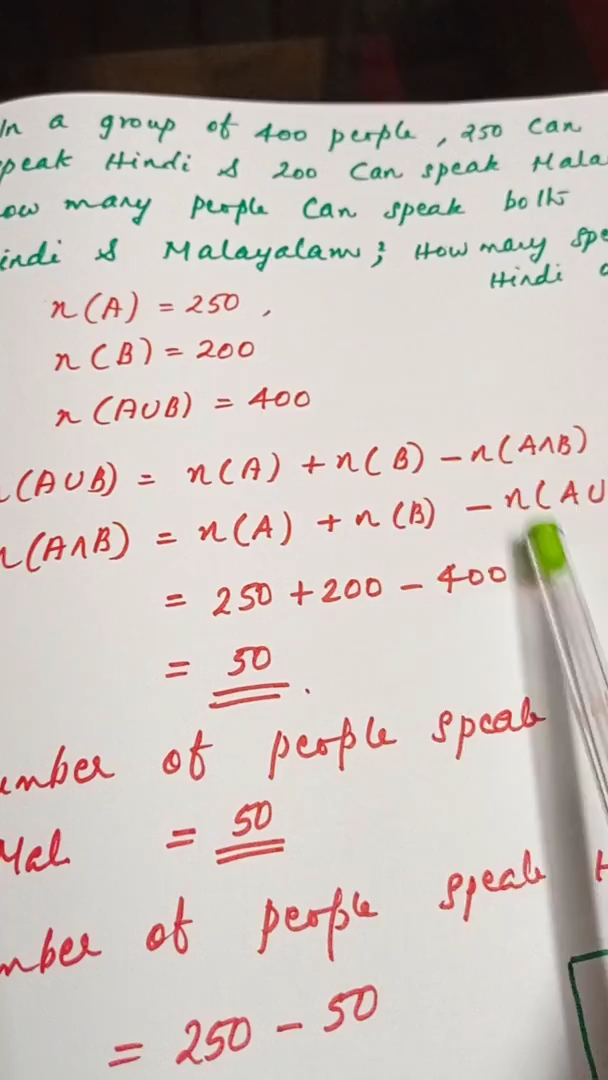 In a group of 400 people, 250 can
speak Hindi & 200 Can speak Mala
ow many people Can speak both
indi & Malayalam; How many spe
Hindi o
n(A) = 250,
n(B) = 200
n(A∪B) = 400
n(A∪B) = n(A) + n(B) - n(A∩B)
n(A∩B) = n(A) + n(B) - n(A∪
= 250 + 200 - 400
= 50.
umber of people speak
Mal = 50
mber of people speak H
= 250 - 50